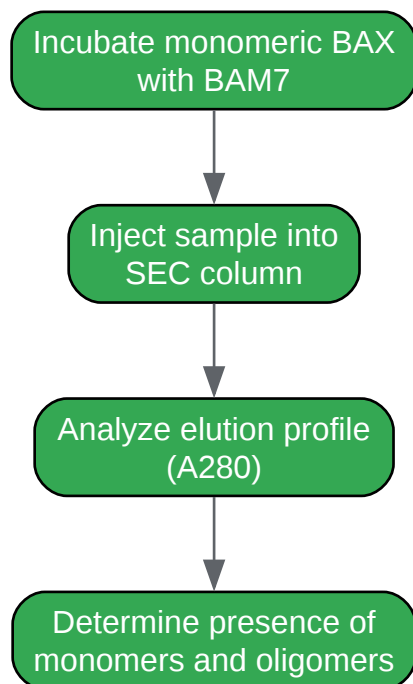 Incubate monomeric BAX
with BAM7
Inject sample into
SEC column
Analyze elution profile
(A280)
Determine presence of
monomers and oligomers